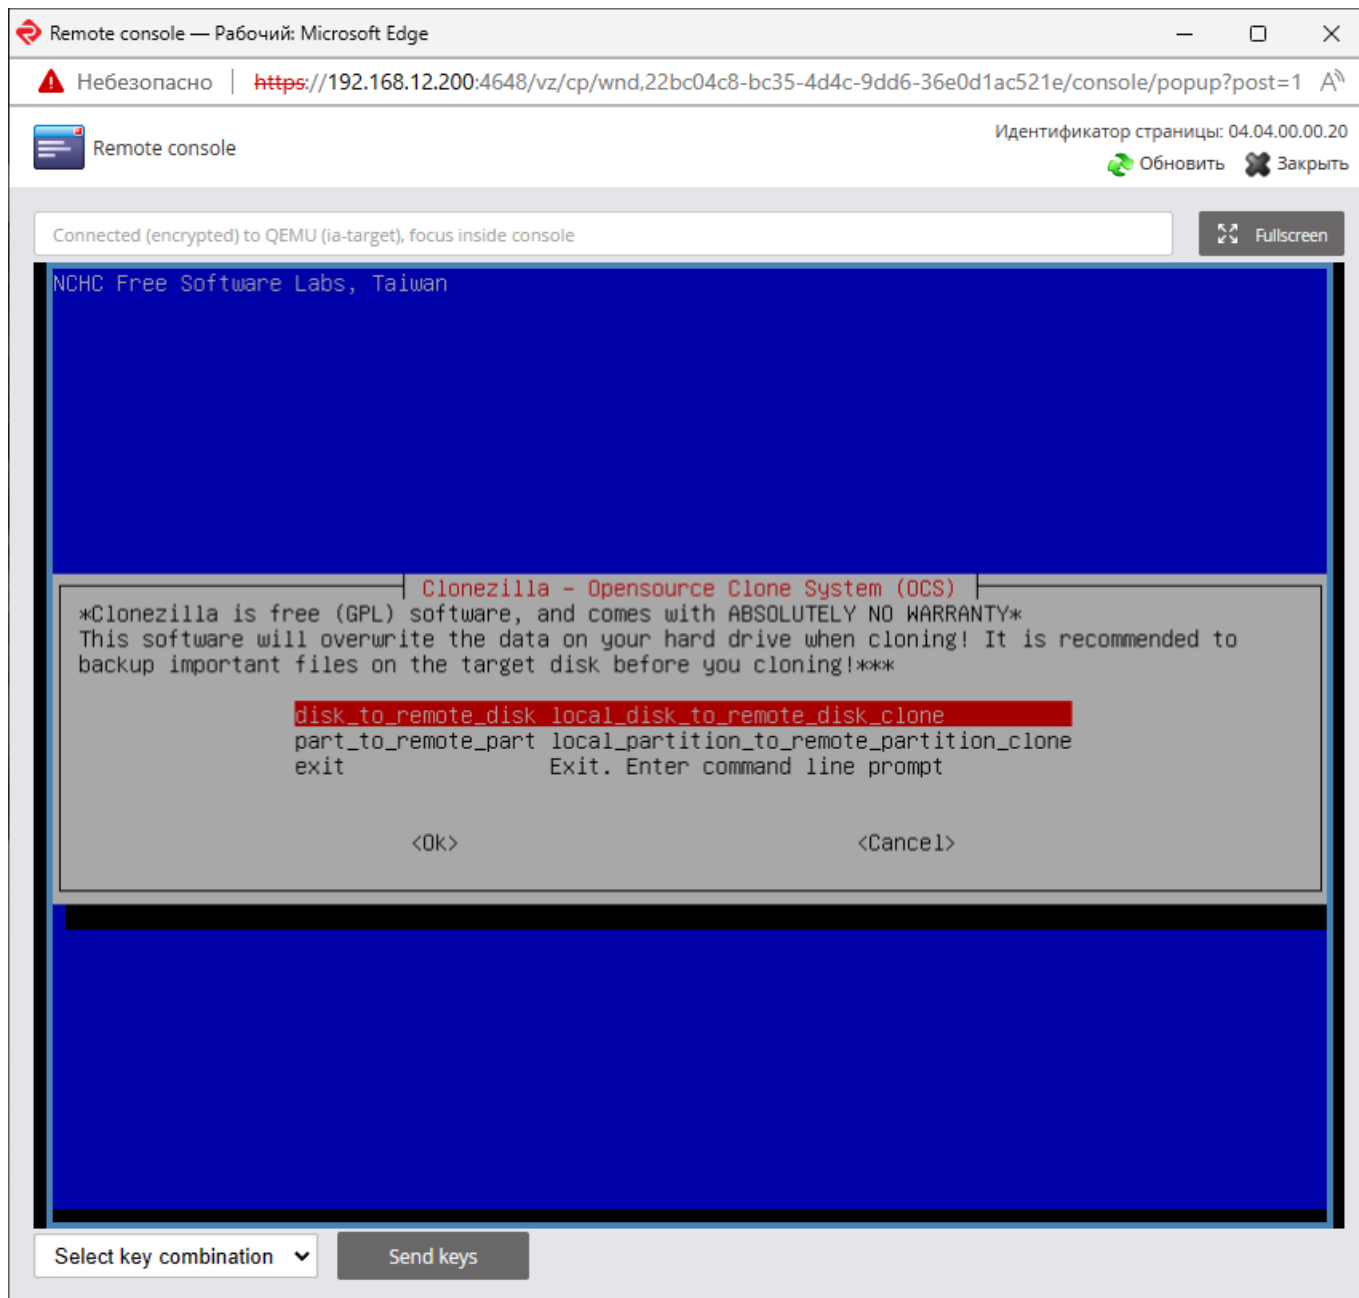 Remote console — Рабочий: Microsoft Edge
Небезопасно https://192.168.12.200:4648/vz/cp/wnd,22bc04c8-bc35-4d4c-9dd6-36e0d1ac521e/console/popup?post=1
Remote console
Идентификатор страницы: 04.04.00.00.20
Обновить Закрыть
Connected (encrypted) to QEMU (ia-target), focus inside console
Fullscreen
NCHC Free Software Labs, Taiwan
Clonezilla - Opensource Clone System (OCS)
*Clonezilla is free (GPL) software, and comes with ABSOLUTELY NO WARRANTY*
This software will overwrite the data on your hard drive when cloning! It is recommended to
backup important files on the target disk before you cloning!***
disk_to_remote_disk local_disk_to_remote_disk_clone
part_to_remote_part local_partition_to_remote_partition_clone
exit Exit. Enter command line prompt
<Ok> <Cancel>
Select key combination Send keys